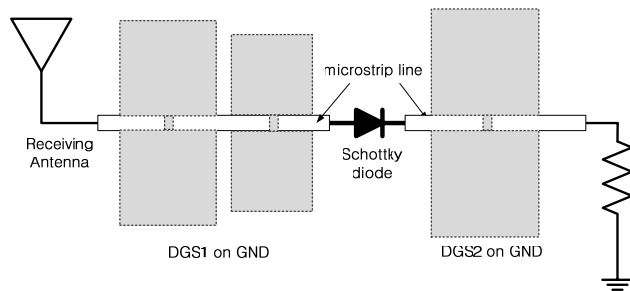 microstrip line
Receiving
Antenna
Schottky
diode
DGS1 on GND
DGS2 on GND